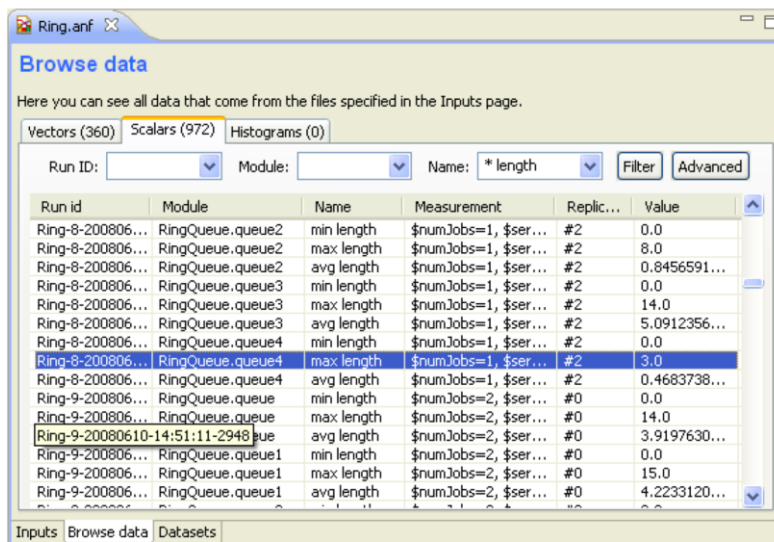 Ring.anf
Browse data
Here you can see all data that come from the files specified in the Inputs page.
Vectors (360) Scalars (972) Histograms (0)
Run ID: Module: Name: * length Filter Advanced
Run id Module Name Measurement Replic... Value
Ring-8-200806... RingQueue.queue2 min length $numJobs=1, $ser... #2 0.0
Ring-8-200806... RingQueue.queue2 max length $numJobs=1, $ser... #2 8.0
Ring-8-200806... RingQueue.queue2 avg length $numJobs=1, $ser... #2 0.8456591...
Ring-8-200806... RingQueue.queue3 min length $numJobs=1, $ser... #2 0.0
Ring-8-200806... RingQueue.queue3 max length $numJobs=1, $ser... #2 14.0
Ring-8-200806... RingQueue.queue3 avg length $numJobs=1, $ser... #2 5.0912356...
Ring-8-200806... RingQueue.queue4 min length $numJobs=1, $ser... #2 0.0
Ring-8-200806... RingQueue.queue4 max length $numJobs=1, $ser... #2 3.0
Ring-8-200806... RingQueue.queue4 avg length $numJobs=1, $ser... #2 0.4683738...
Ring-9-200806... RingQueue.queue min length $numJobs=2, $ser... #0 0.0
Ring-9-200806... RingQueue.queue max length $numJobs=2, $ser... #0 14.0
Ring-9-20080610-14:51:11-2948 eue avg length $numJobs=2, $ser... #0 3.9197630...
Ring-9-200806... RingQueue.queue1 min length $numJobs=2, $ser... #0 0.0
Ring-9-200806... RingQueue.queue1 max length $numJobs=2, $ser... #0 15.0
Ring-9-200806... RingQueue.queue1 avg length $numJobs=2, $ser... #0 4.2233120...
Inputs Browse data Datasets